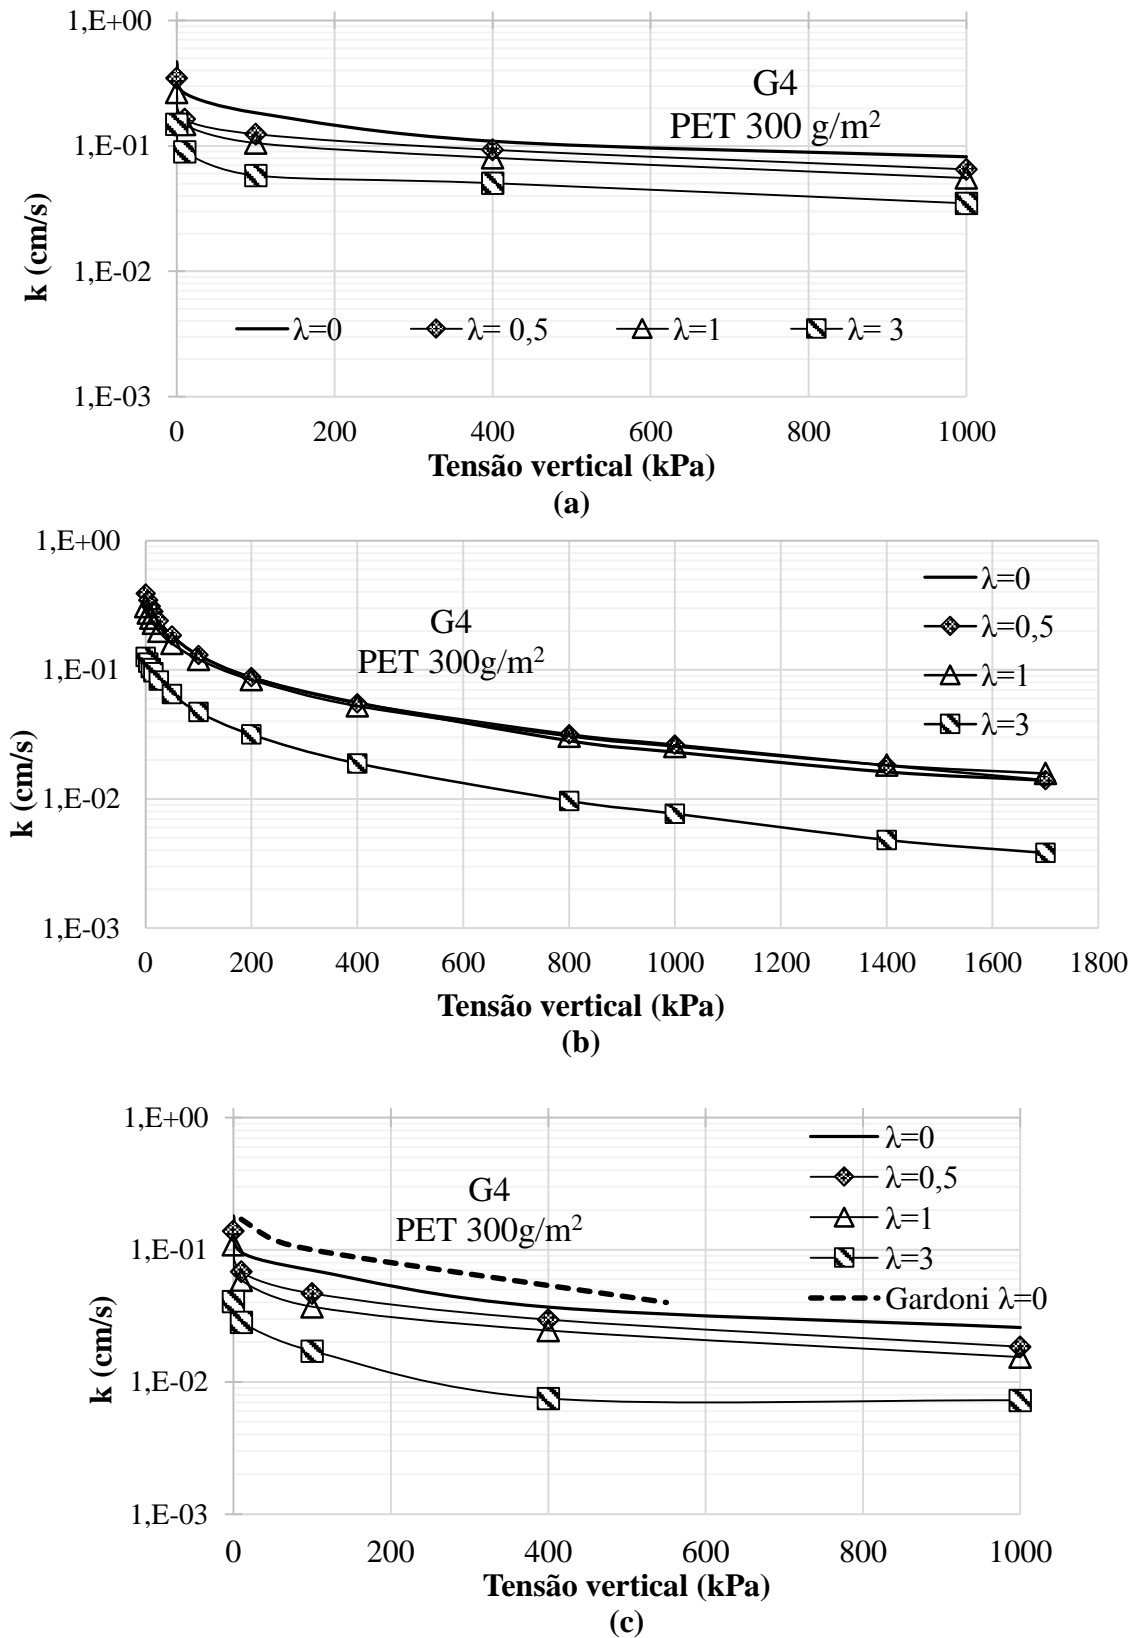 1,E+00
G4
PET 300 g/m²
1,E-01
k (cm/s)
1,E-02
λ=0 λ= 0,5 λ=1 λ= 3
1,E-03
0 200 400 600 800 1000
Tensão vertical (kPa)
(a)
1,E+00
λ=0
G4
λ=0,5
PET 300g/m²
1,E-01
λ=1
λ=3
k (cm/s)
1,E-02
1,E-03
0 200 400 600 800 1000 1200 1400 1600 1800
Tensão vertical (kPa)
(b)
1,E+00
λ=0
λ=0,5
G4
λ=1
PET 300g/m²
1,E-01
λ=3
Gardoni λ=0
k (cm/s)
1,E-02
1,E-03
0 200 400 600 800 1000
Tensão vertical (kPa)
(c)